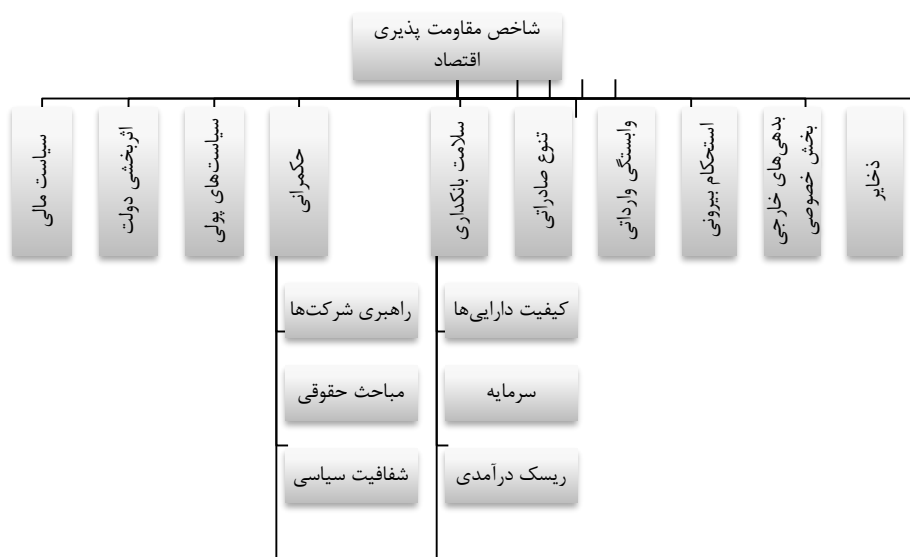 شاخص مقاومت پذیری
اقتصاد
ذخایر
بدهی‌های خارجی
بخش خصوصی
استحکام بیرونی
وابستگی وارداتی
تنوع صادراتی
سلامت بانکداری
حکمرانی
سیاست‌های پولی
اثربخشی دولت
سیاست مالی
کیفیت دارایی‌ها
سرمایه
ریسک درآمدی
راهبری شرکت‌ها
مباحث حقوقی
شفافیت سیاسی